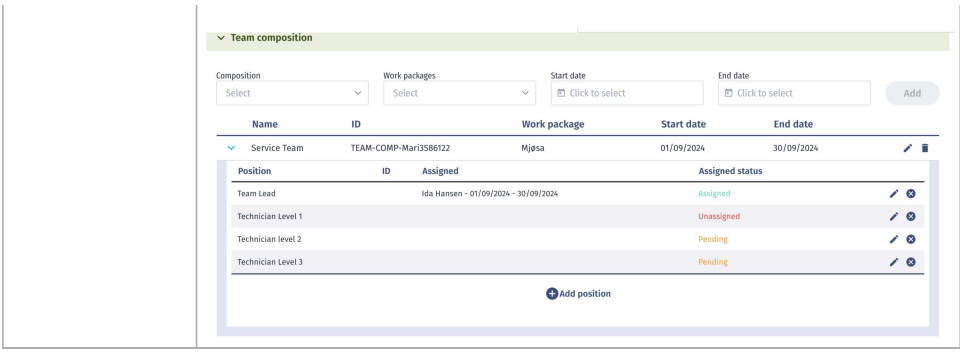 Team composition
Composition Work packages Start date End date
Select Select Click to select Click to select Add
Name ID Work package Start date End date
Service Team TEAM-COMP-Mari3586122 Mjøsa 01/09/2024 30/09/2024
Position ID Assigned Assigned status
Team Lead Ida Hansen - 01/09/2024 - 30/09/2024 Assigned
Technician Level 1 Unassigned
Technician level 2 Pending
Technician Level 3 Pending
Add position